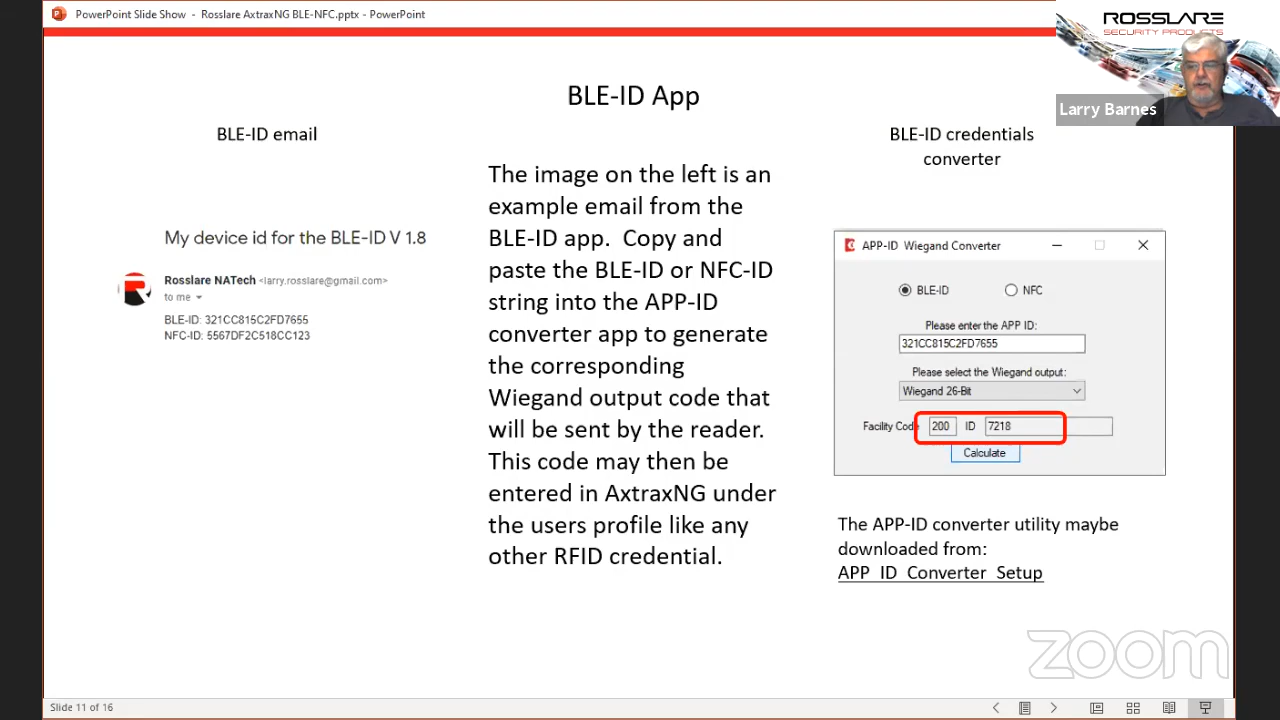 PowerPoint Slide Show - Rosslare AxtraxNG BLE-NFC.pptx - PowerPoint
ROSSLARE
SECURITY PRODUCTS
Larry Barnes
BLE-ID App
BLE-ID email
My device id for the BLE-ID V 1.8
Rosslare NATech <larry.rosslare@gmail.com>
to me
BLE-ID: 321CC815C2FD7655
NFC-ID: 5567DF2C518CC123
The image on the left is an
example email from the
BLE-ID app. Copy and
paste the BLE-ID or NFC-ID
string into the APP-ID
converter app to generate
the corresponding
Wiegand output code that
will be sent by the reader.
This code may then be
entered in AxtraxNG under
the users profile like any
other RFID credential.
BLE-ID credentials
converter
APP-ID Wiegand Converter
BLE-ID NFC
Please enter the APP ID:
321CC815C2FD7655
Please select the Wiegand output:
Wiegand 26-Bit
Facility Code 200 ID 7218
Calculate
The APP-ID converter utility maybe
downloaded from:
APP_ID_Converter_Setup
zoom
Slide 11 of 16